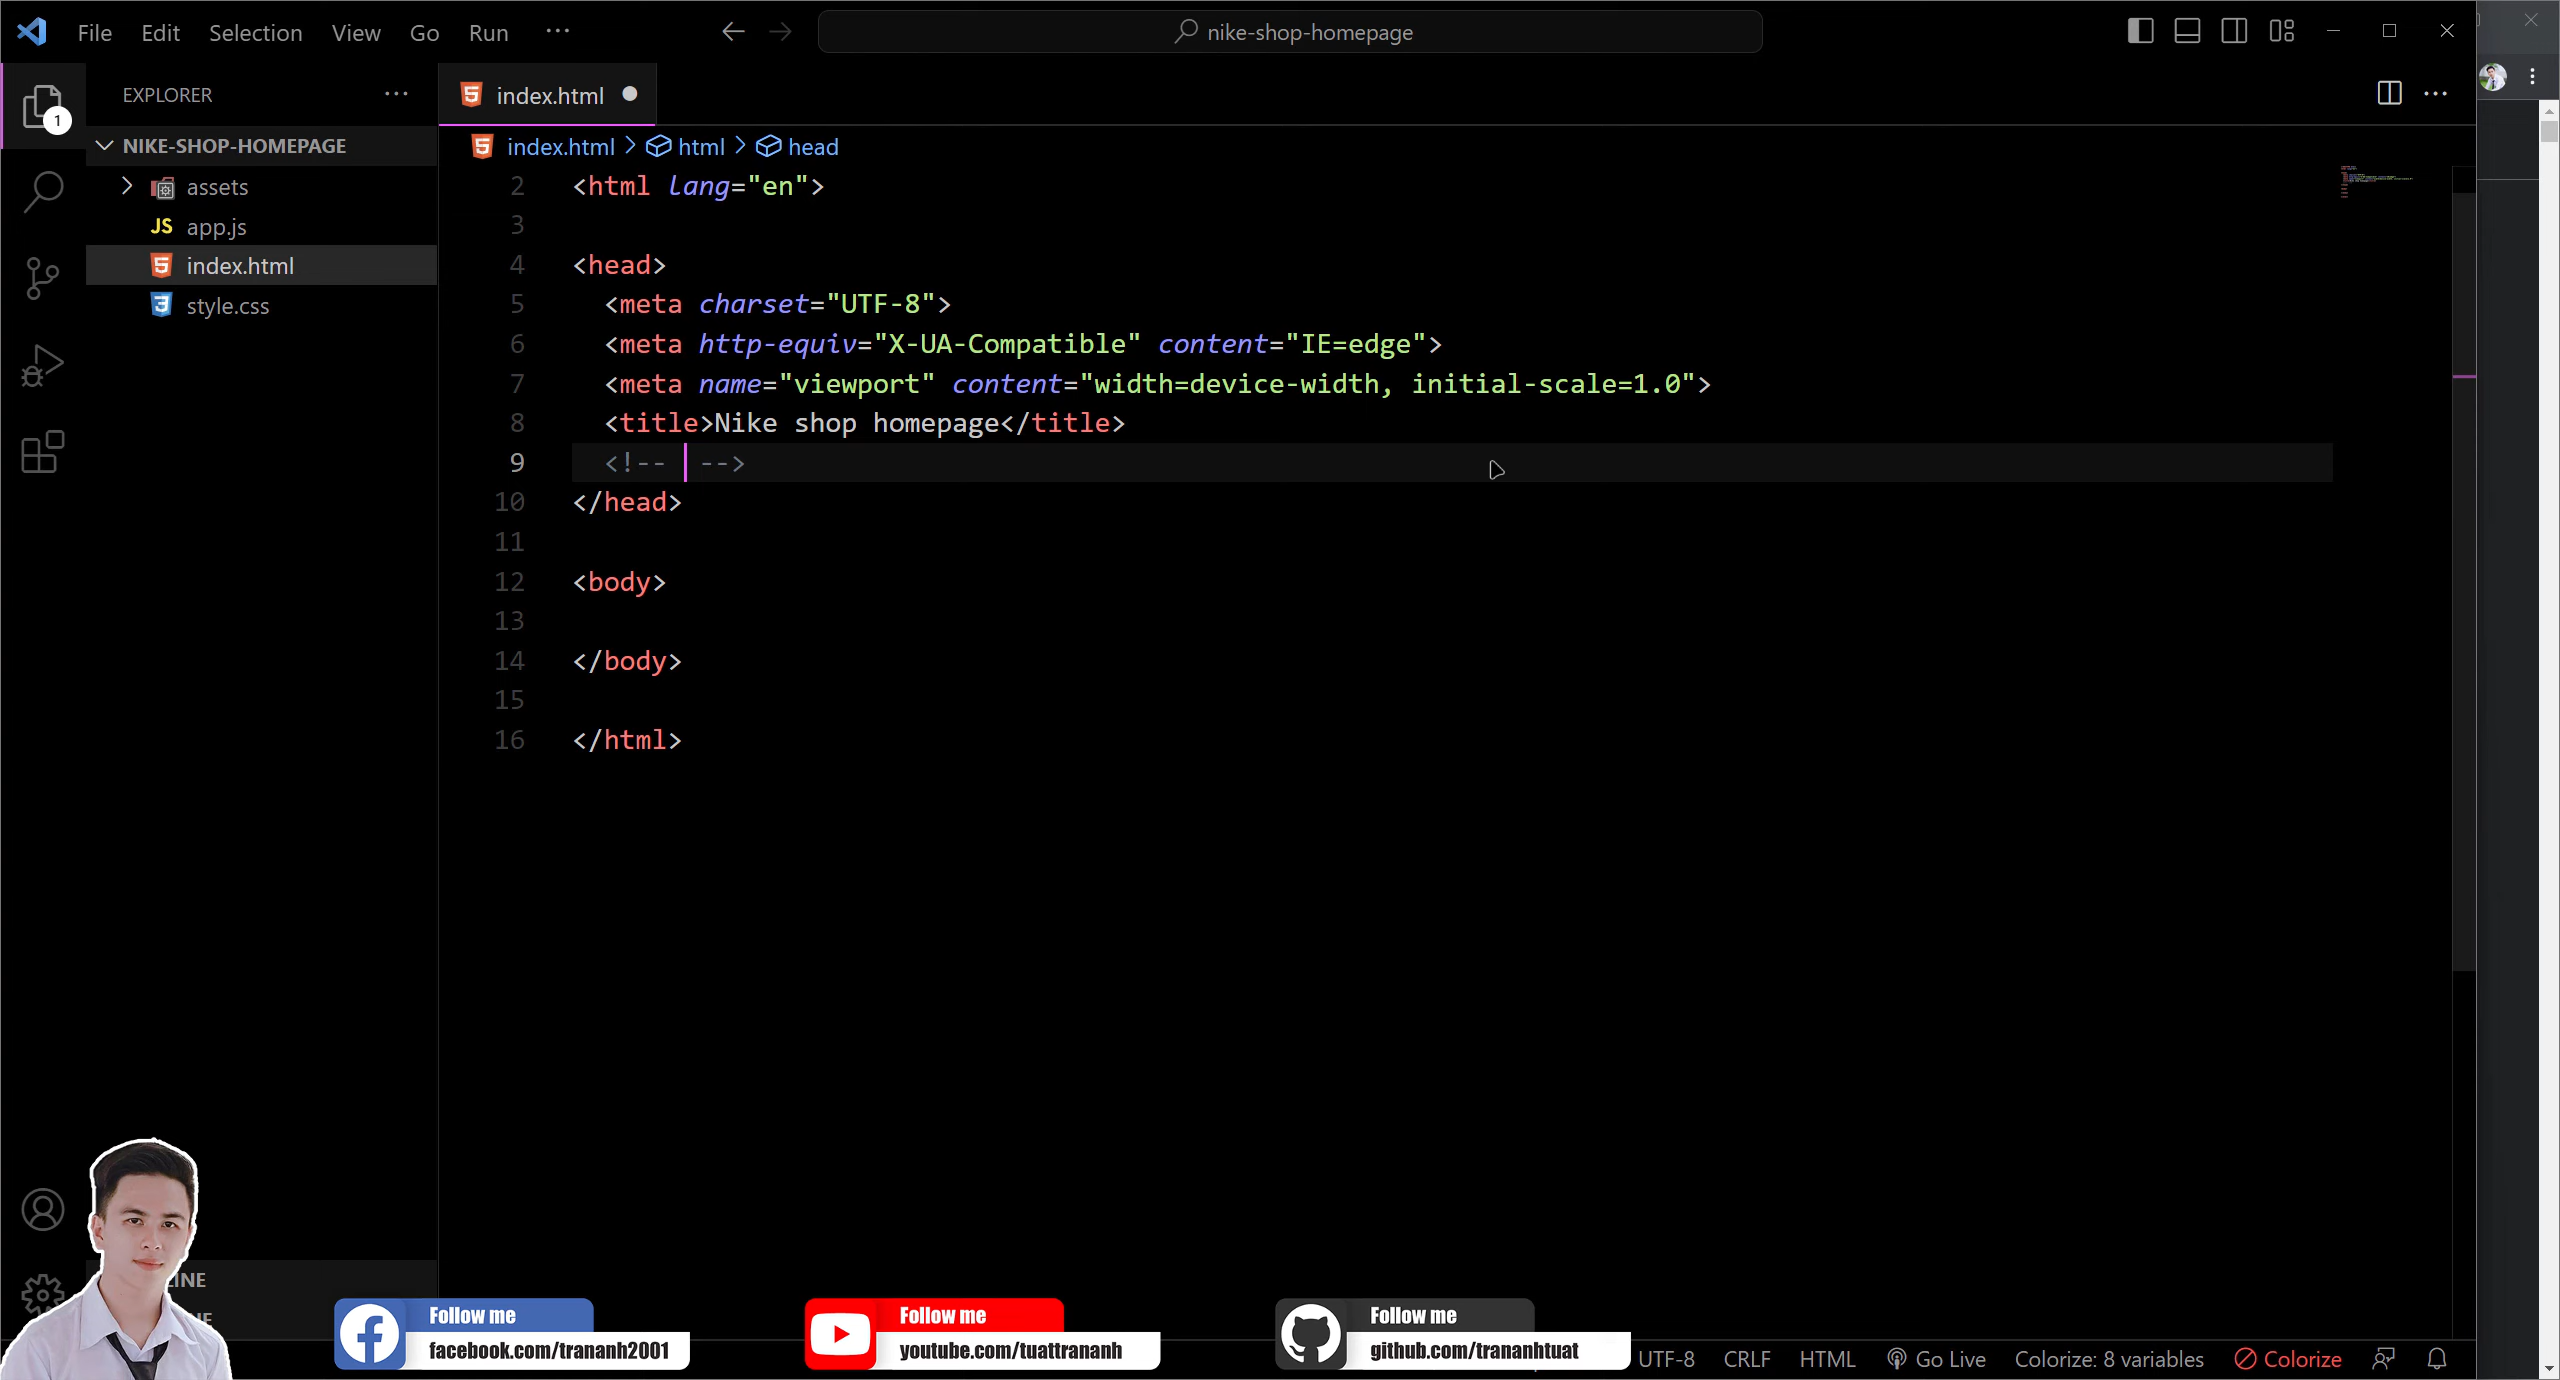 File Edit Selection View Go Run ···
nike-shop-homepage
EXPLORER ···
1
NIKE-SHOP-HOMEPAGE
assets
JS app.js
index.html
style.css
index.html
index.html > html > head
2 <html lang="en">
3
4 <head>
5 <meta charset="UTF-8">
6 <meta http-equiv="X-UA-Compatible" content="IE=edge">
7 <meta name="viewport" content="width=device-width, initial-scale=1.0">
8 <title>Nike shop homepage</title>
9 <!-- -->
10 </head>
11
12 <body>
13
14 </body>
15
16 </html>
Follow me
facebook.com/trananh2001
Follow me
youtube.com/tuattrananh
Follow me
github.com/trananhtuat
UTF-8 CRLF HTML Go Live Colorize: 8 variables Colorize